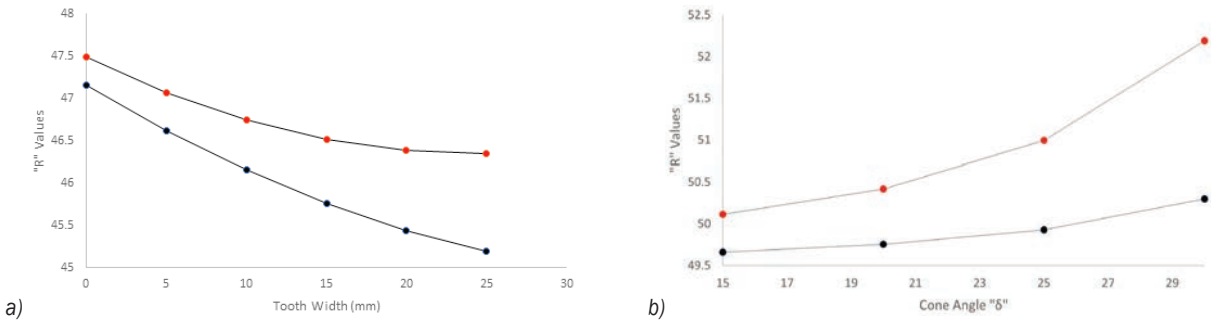 48
47.5
47
46.5
46
45.5
45
"R" Values
0 5 10 15 20 25 30
Tooth Width (mm)
a)
52.5
52
51.5
51
50.5
50
49.5
"R" Values
15 17 19 21 23 25 27 29
Cone Angle "δ"
b)